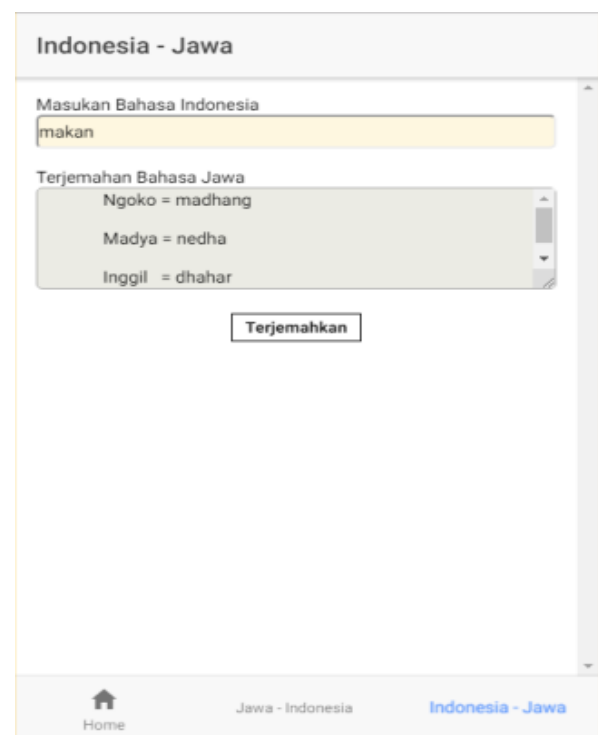 Indonesia - Jawa
Masukan Bahasa Indonesia
makan
Terjemahan Bahasa Jawa
Ngoko = madhang
Madya = nedha
Inggil = dhahar
Terjemahkan
Home
Jawa - Indonesia
Indonesia - Jawa